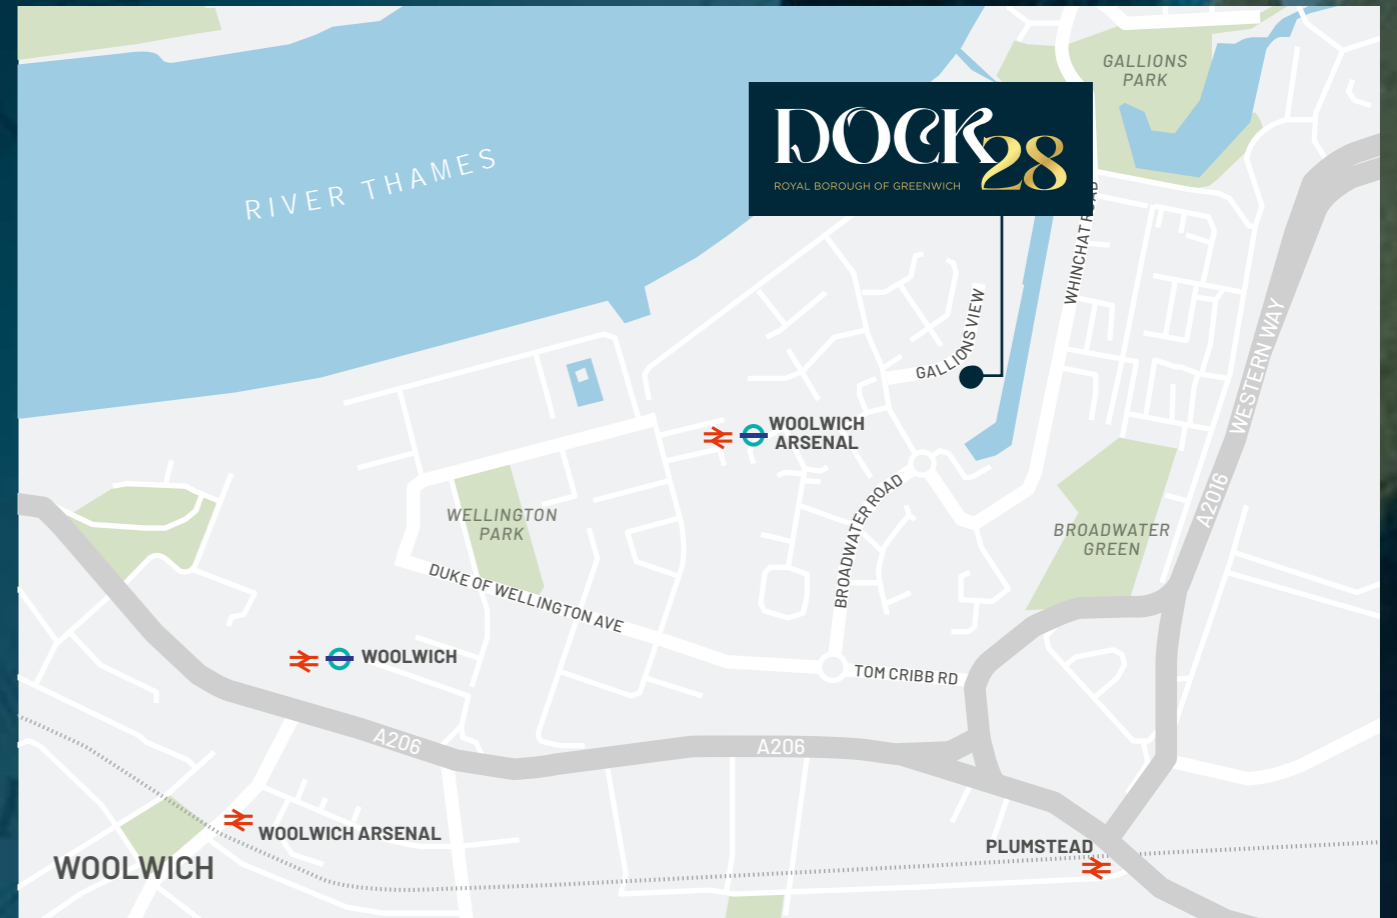 GALLIONS
PARK
DOCK28
ROYAL BOROUGH OF GREENWICH
RIVER THAMES
WHINCHAT ROAD
GALLIONS VIEW
WESTERN WAY
WOOLWICH
ARSENAL
A2016
BROADWATER ROAD
WELLINGTON
PARK
BROADWATER
GREEN
DUKE OF WELLINGTON AVE
WOOLWICH
TOM CRIBB RD
A206
A206
WOOLWICH ARSENAL
PLUMSTEAD
WOOLWICH